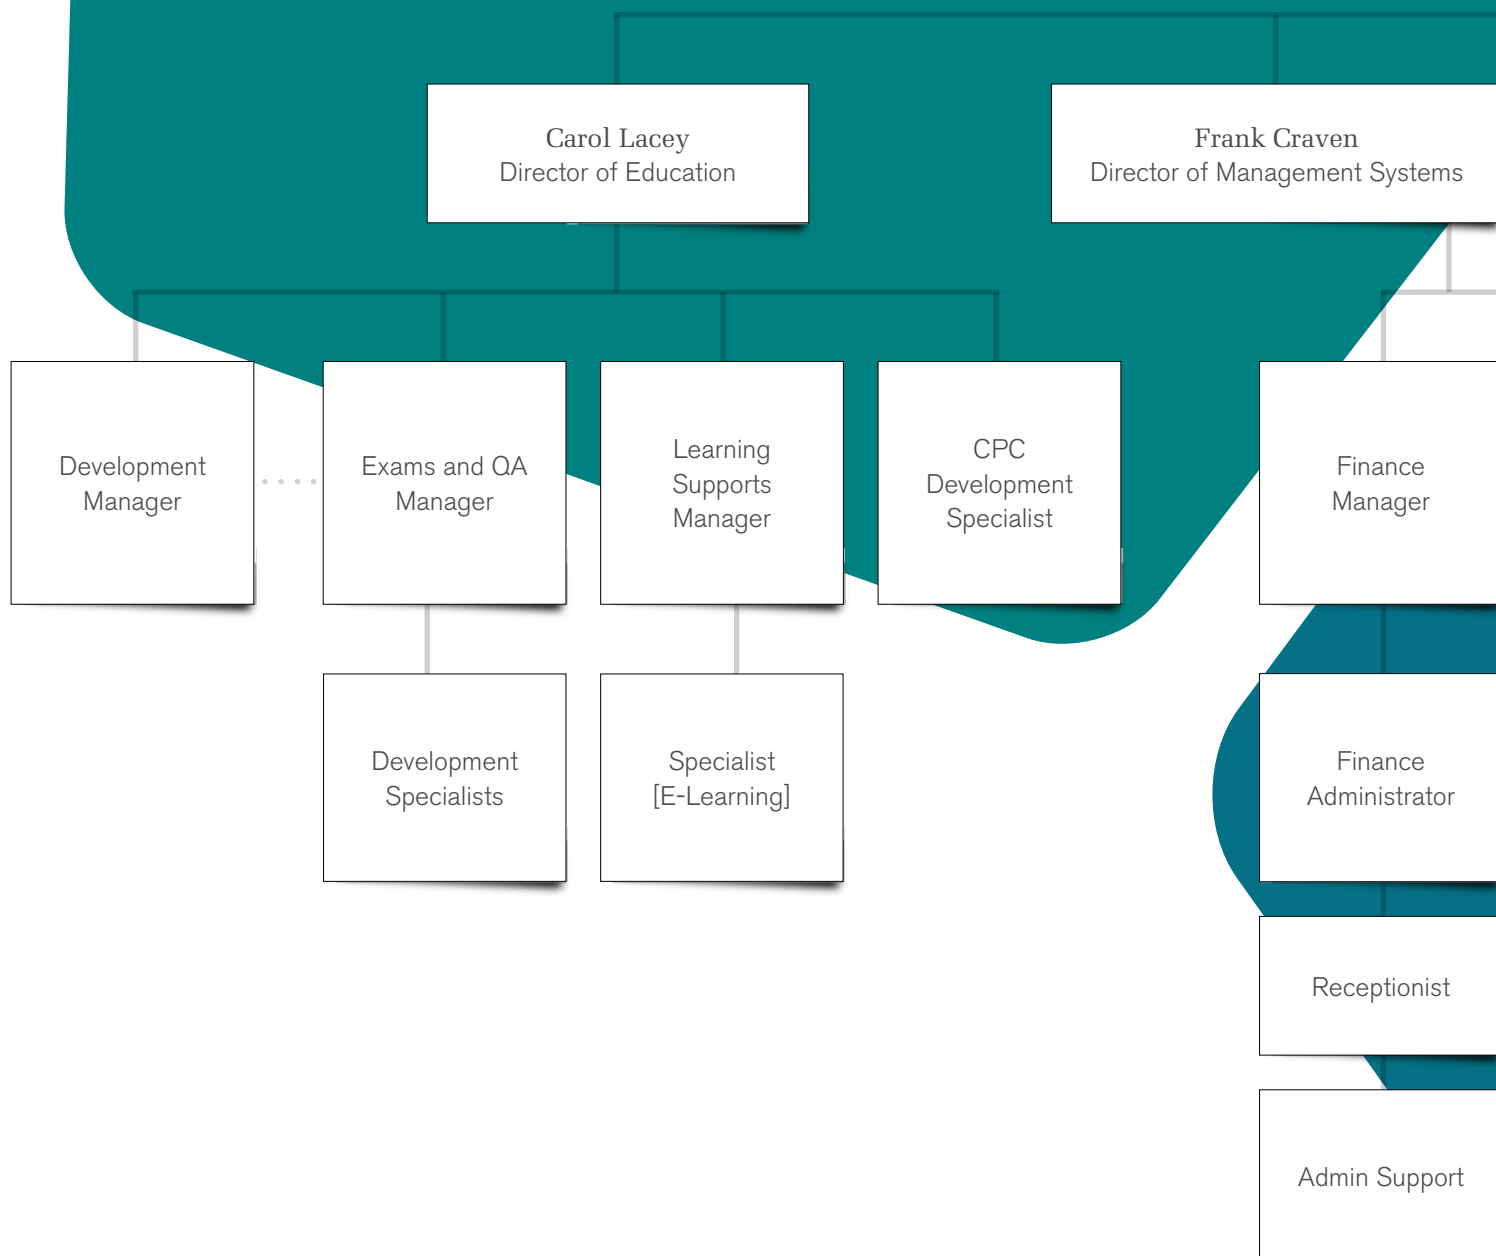 Carol Lacey
Director of Education
Frank Craven
Director of Management Systems
Development
Manager
Exams and QA
Manager
Learning
Supports
Manager
CPC
Development
Specialist
Finance
Manager
Development
Specialists
Specialist
[E-Learning]
Finance
Administrator
Receptionist
Admin Support